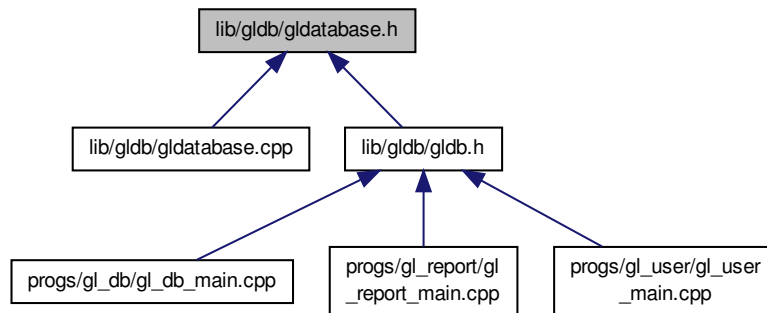 lib/gldb/gldatabase.h
lib/gldb/gldatabase.cpp
lib/gldb/gldb.h
progs/gl_db/gl_db_main.cpp
progs/gl_report/gl
_report_main.cpp
progs/gl_user/gl_user
_main.cpp